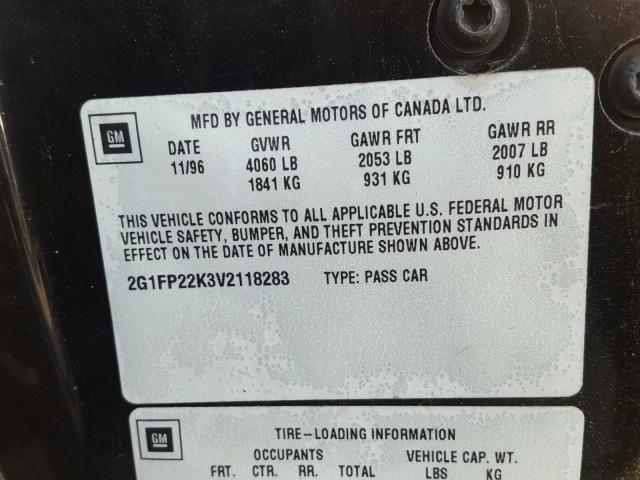 MFD BY GENERAL MOTORS OF CANADA LTD.
GM
DATE GVWR GAWR FRT GAWR RR
11/96 4060 LB 2053 LB 2007 LB
1841 KG 931 KG 910 KG
THIS VEHICLE CONFORMS TO ALL APPLICABLE U.S. FEDERAL MOTOR
VEHICLE SAFETY, BUMPER, AND THEFT PREVENTION STANDARDS IN
EFFECT ON THE DATE OF MANUFACTURE SHOWN ABOVE.
2G1FP22K3V2118283 TYPE: PASS CAR
GM
TIRE-LOADING INFORMATION
OCCUPANTS VEHICLE CAP. WT.
FRT. CTR. RR. TOTAL LBS KG